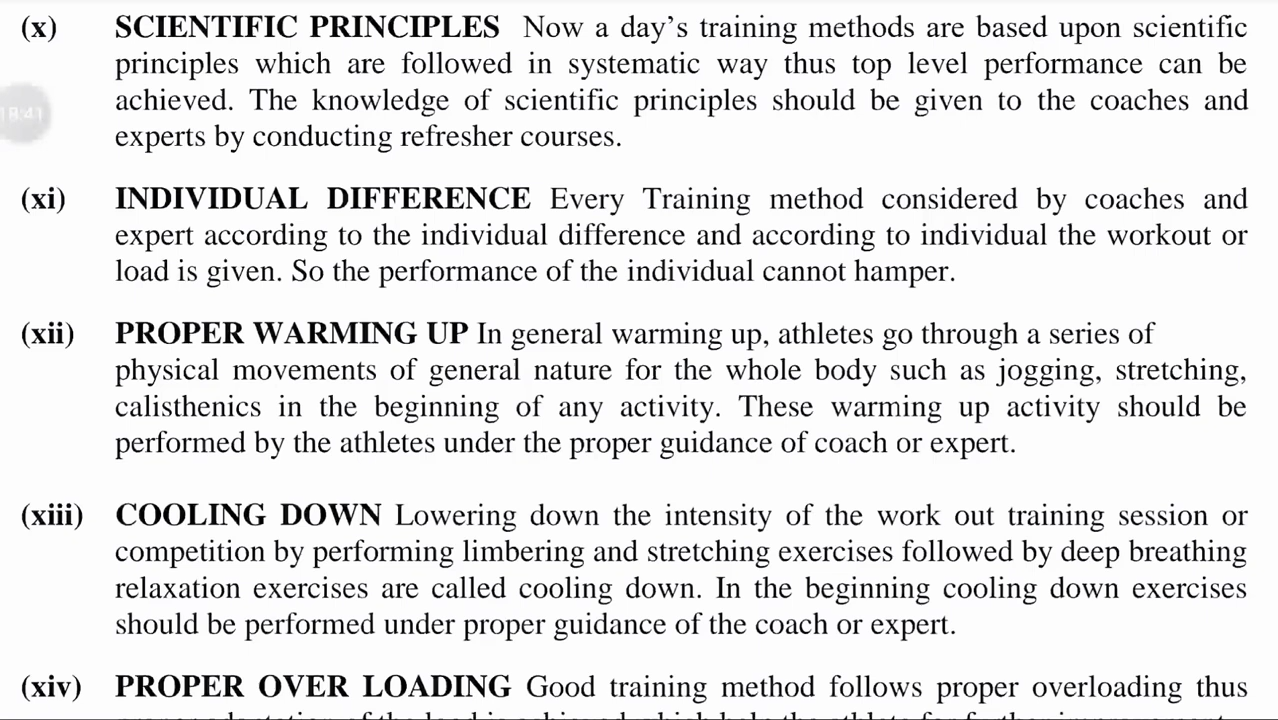 (x) SCIENTIFIC PRINCIPLES Now a day's training methods are based upon scientific
principles which are followed in systematic way thus top level performance can be
achieved. The knowledge of scientific principles should be given to the coaches and
experts by conducting refresher courses.
18:41
(xi) INDIVIDUAL DIFFERENCE Every Training method considered by coaches and
expert according to the individual difference and according to individual the workout or
load is given. So the performance of the individual cannot hamper.
(xii) PROPER WARMING UP In general warming up, athletes go through a series of
physical movements of general nature for the whole body such as jogging, stretching,
calisthenics in the beginning of any activity. These warming up activity should be
performed by the athletes under the proper guidance of coach or expert.
(xiii) COOLING DOWN Lowering down the intensity of the work out training session or
competition by performing limbering and stretching exercises followed by deep breathing
relaxation exercises are called cooling down. In the beginning cooling down exercises
should be performed under proper guidance of the coach or expert.
(xiv) PROPER OVER LOADING Good training method follows proper overloading thus